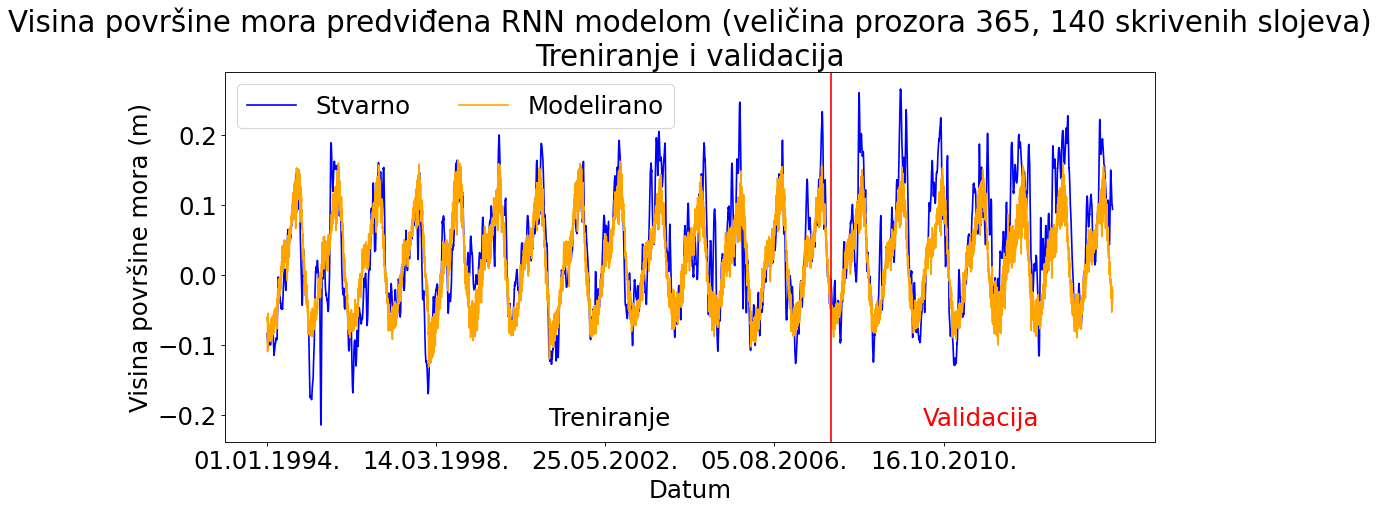 Visina površine mora predviđena RNN modelom (veličina prozora 365, 140 skrivenih slojeva)
Treniranje i validacija
Stvarno
Modelirano
Visina površine mora (m)
0.2
0.1
0.0
−0.1
−0.2
Treniranje
Validacija
01.01.1994.
14.03.1998.
25.05.2002.
05.08.2006.
16.10.2010.
Datum